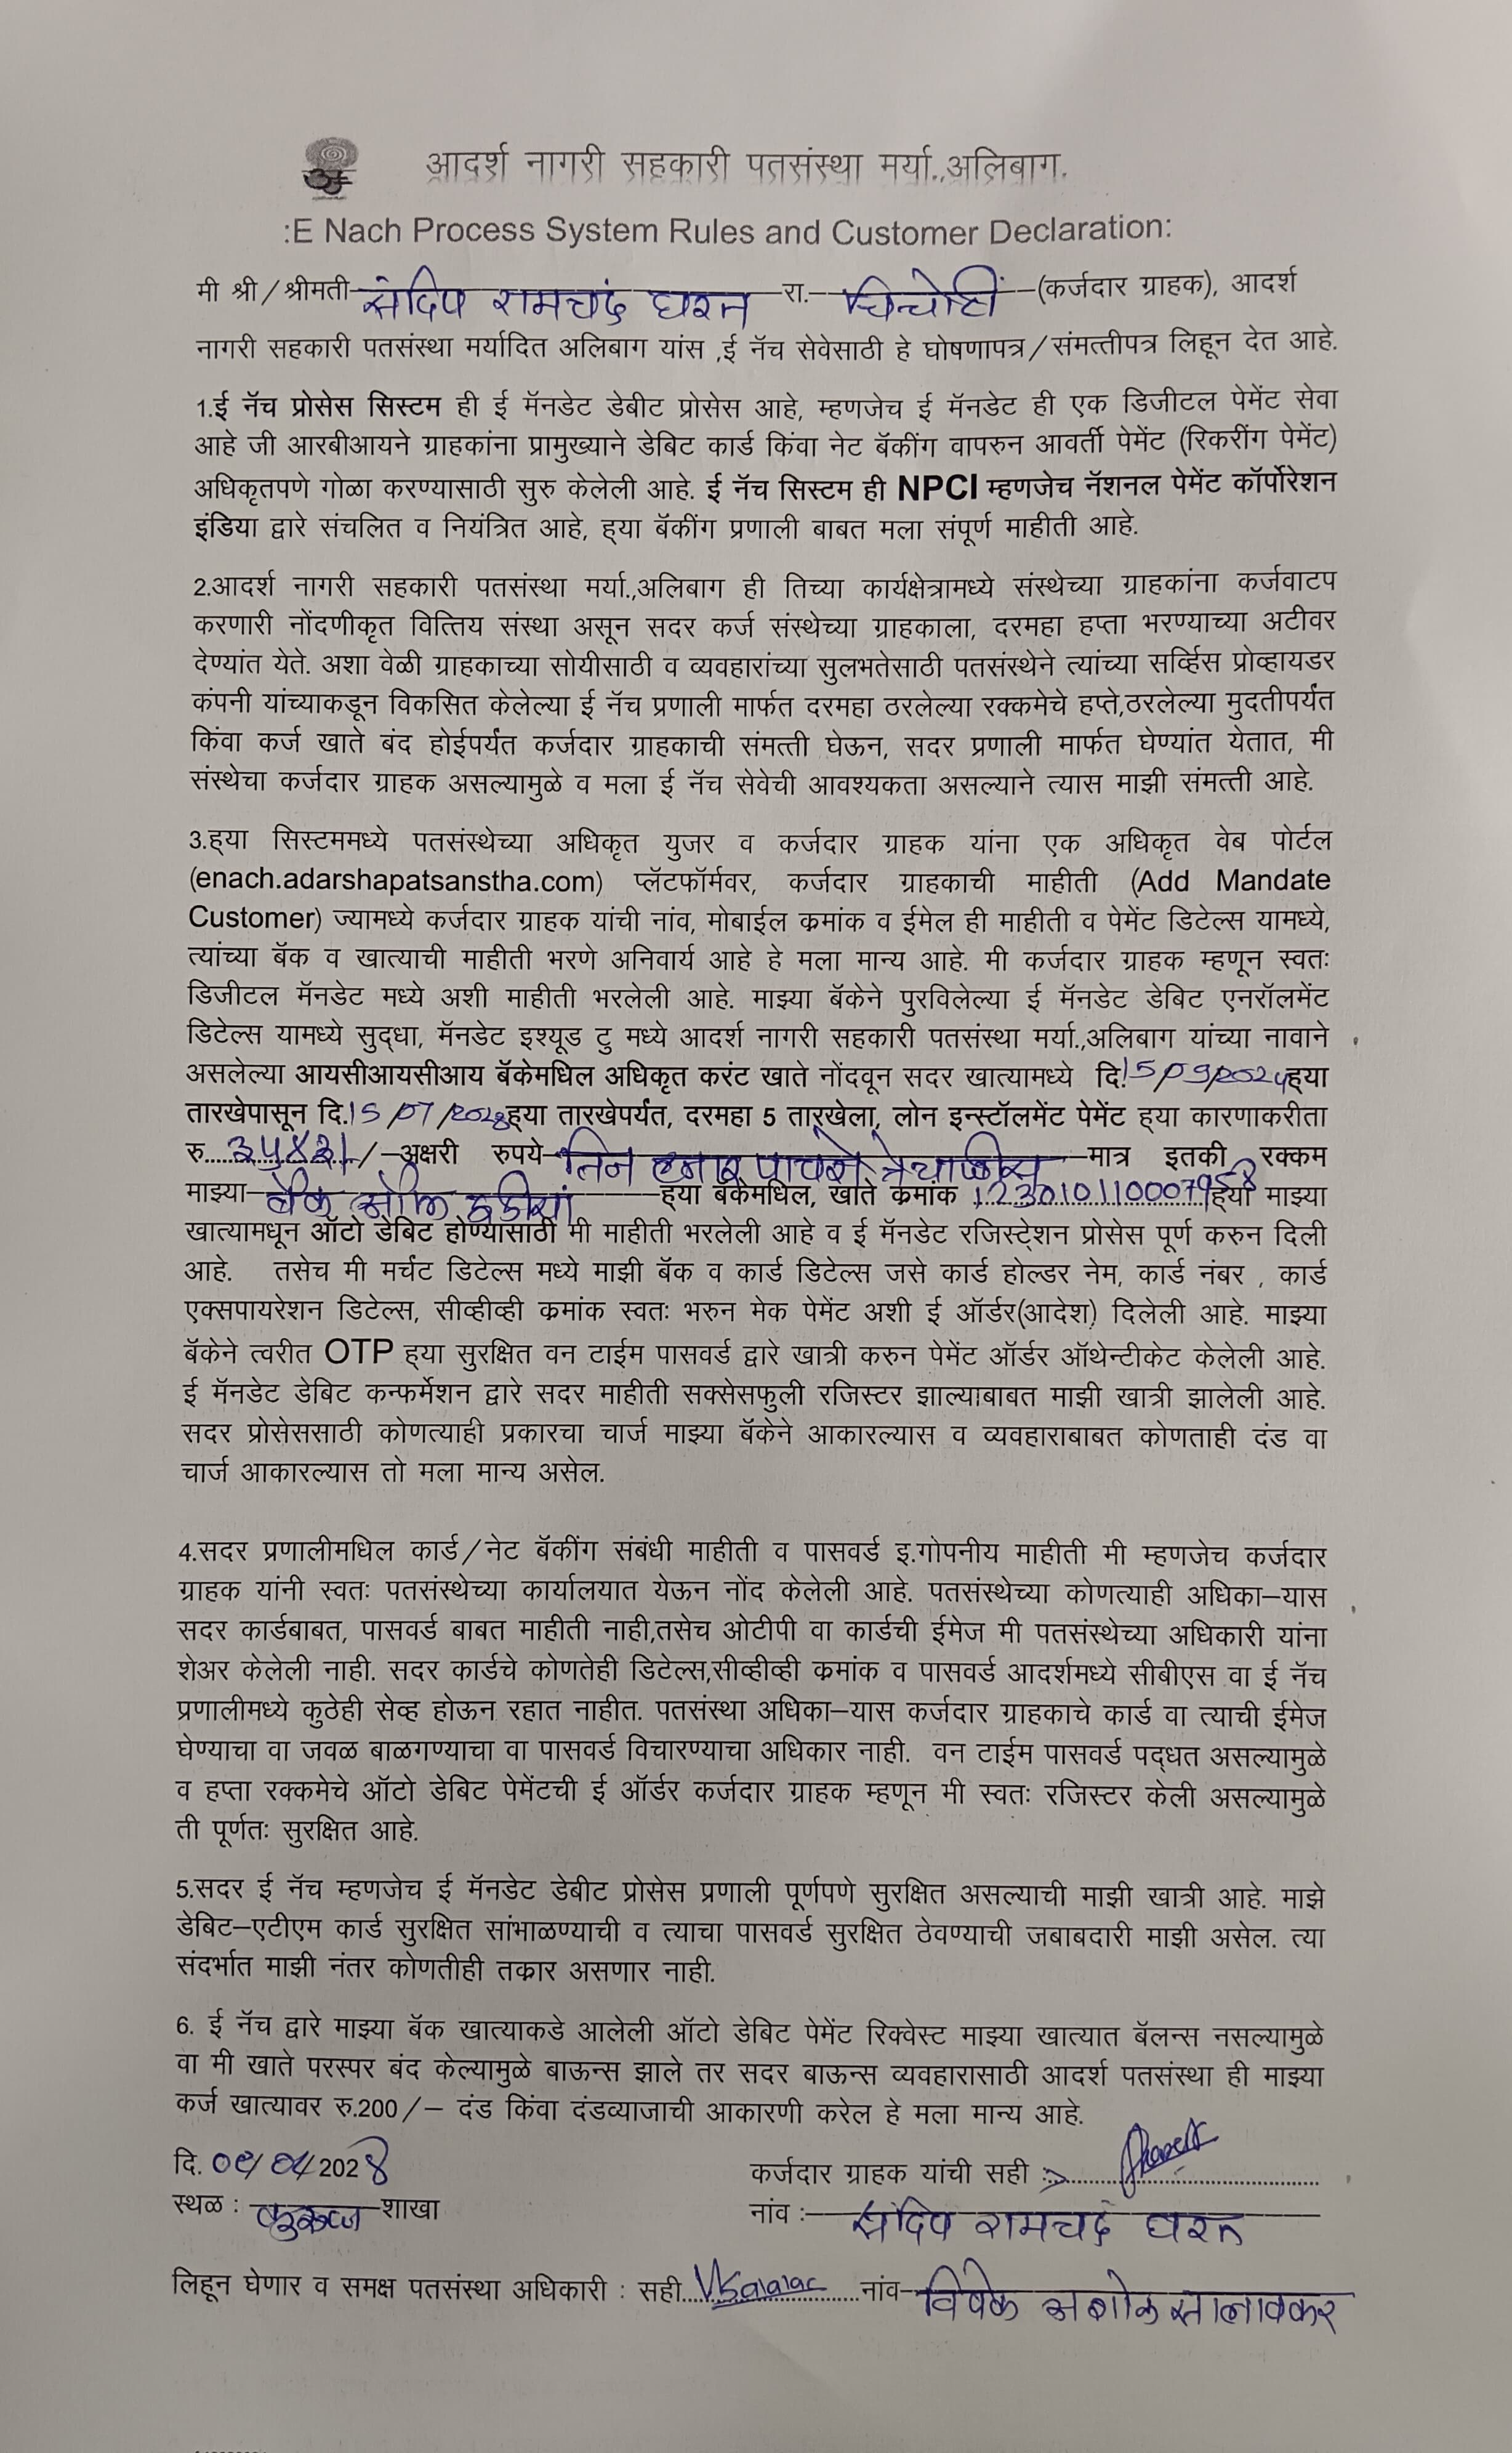 आदर्श नागरी सहकारी पतसंस्था मर्या.,अलिबाग.
:E Nach Process System Rules and Customer Declaration:
मी श्री/श्रीमती संदिप रामचंद्र घरत रा. (कर्जदार ग्राहक), आदर्श
नागरी सहकारी पतसंस्था मर्यादित अलिबाग यांस ,ई नॅच सेवेसाठी हे घोषणापत्र/संमत्तीपत्र लिहून देत आहे.
1.ई नॅच प्रोसेस सिस्टम ही ई मॅनडेट डेबीट प्रोसेस आहे, म्हणजेच ई मॅनडेट ही एक डिजीटल पेमेंट सेवा
आहे जी आरबीआयने ग्राहकांना प्रामुख्याने डेबिट कार्ड किंवा नेट बॅकींग वापरुन आवर्ती पेमेंट (रिकरींग पेमेंट)
अधिकृतपणे गोळा करण्यासाठी सुरु केलेली आहे. ई नॅच सिस्टम ही NPCI म्हणजेच नॅशनल पेमेंट कॉर्पोरेशन
इंडिया द्वारे संचलित व नियंत्रित आहे, ह्या बॅकींग प्रणाली बाबत मला संपूर्ण माहीती आहे.
2.आदर्श नागरी सहकारी पतसंस्था मर्या.,अलिबाग ही तिच्या कार्यक्षेत्रामध्ये संस्थेच्या ग्राहकांना कर्जवाटप
करणारी नोंदणीकृत वित्तिय संस्था असून सदर कर्ज संस्थेच्या ग्राहकाला, दरमहा हप्ता भरण्याच्या अटीवर
देण्यांत येते. अशा वेळी ग्राहकाच्या सोयीसाठी व व्यवहारांच्या सुलभतेसाठी पतसंस्थेने त्यांच्या सर्व्हिस प्रोव्हायडर
कंपनी यांच्याकडून विकसित केलेल्या ई नॅच प्रणाली मार्फत दरमहा ठरलेल्या रक्कमेचे हप्ते,ठरलेल्या मुदतीपर्यंत
किंवा कर्ज खाते बंद होईपर्यंत कर्जदार ग्राहकाची संमत्ती घेऊन, सदर प्रणाली मार्फत घेण्यांत येतात, मी
संस्थेचा कर्जदार ग्राहक असल्यामुळे व मला ई नॅच सेवेची आवश्यकता असल्याने त्यास माझी संमत्ती आहे.
3.ह्या सिस्टममध्ये पतसंस्थेच्या अधिकृत युजर व कर्जदार ग्राहक यांना एक अधिकृत वेब पोर्टल
(enach.adarshapatsanstha.com) प्लॅटफॉर्मवर, कर्जदार ग्राहकाची माहीती (Add Mandate
Customer) ज्यामध्ये कर्जदार ग्राहक यांची नांव, मोबाईल क्रमांक व ईमेल ही माहीती व पेमेंट डिटेल्स यामध्ये,
त्यांच्या बॅक व खात्याची माहीती भरणे अनिवार्य आहे हे मला मान्य आहे. मी कर्जदार ग्राहक म्हणून स्वतः
डिजीटल मॅनडेट मध्ये अशी माहीती भरलेली आहे. माझ्या बॅकेने पुरविलेल्या ई मॅनडेट डेबिट एनरॉलमेंट
डिटेल्स यामध्ये सुद्धा, मॅनडेट इश्यूड टु मध्ये आदर्श नागरी सहकारी पतसंस्था मर्या.,अलिबाग यांच्या नावाने
असलेल्या आयसीआयसीआय बॅकेमधिल अधिकृत करंट खाते नोंदवून सदर खात्यामध्ये दि.15/09/2024ह्या
तारखेपासून दि.15/07/2028ह्या तारखेपर्यंत, दरमहा 5 तारखेला, लोन इन्स्टॉलमेंट पेमेंट ह्या कारणाकरीता
रु. /–अक्षरी रुपये– तिन हजार पाचशे त्रेचाळीस –मात्र इतकी रक्कम
माझ्या– बँक ऑफ –ह्या बॅकेमधिल, खाते क्रमांक 123010110007958 ह्या माझ्या
खात्यामधून ऑटो डेबिट होण्यासाठी मी माहीती भरलेली आहे व ई मॅनडेट रजिस्ट्रेशन प्रोसेस पूर्ण करुन दिली
आहे. तसेच मी मर्चंट डिटेल्स मध्ये माझी बॅक व कार्ड डिटेल्स जसे कार्ड होल्डर नेम, कार्ड नंबर , कार्ड
एक्सपायरेशन डिटेल्स, सीव्हीव्ही क्रमांक स्वतः भरुन मेक पेमेंट अशी ई ऑर्डर(आदेश) दिलेली आहे. माझ्या
बॅकेने त्वरीत OTP ह्या सुरक्षित वन टाईम पासवर्ड द्वारे खात्री करुन पेमेंट ऑर्डर ऑथेन्टीकेट केलेली आहे.
ई मॅनडेट डेबिट कन्फर्मेशन द्वारे सदर माहीती सक्सेसफुली रजिस्टर झाल्याबाबत माझी खात्री झालेली आहे.
सदर प्रोसेससाठी कोणत्याही प्रकारचा चार्ज माझ्या बॅकेने आकारल्यास व व्यवहाराबाबत कोणताही दंड वा
चार्ज आकारल्यास तो मला मान्य असेल.
4.सदर प्रणालीमधिल कार्ड/नेट बॅकींग संबंधी माहीती व पासवर्ड इ.गोपनीय माहीती मी म्हणजेच कर्जदार
ग्राहक यांनी स्वतः पतसंस्थेच्या कार्यालयात येऊन नोंद केलेली आहे. पतसंस्थेच्या कोणत्याही अधिका–यास
सदर कार्डबाबत, पासवर्ड बाबत माहीती नाही,तसेच ओटीपी वा कार्डची ईमेज मी पतसंस्थेच्या अधिकारी यांना
शेअर केलेली नाही. सदर कार्डचे कोणतेही डिटेल्स,सीव्हीव्ही क्रमांक व पासवर्ड आदर्शमध्ये सीबीएस वा ई नॅच
प्रणालीमध्ये कुठेही सेव्ह होऊन रहात नाहीत. पतसंस्था अधिका–यास कर्जदार ग्राहकाचे कार्ड वा त्याची ईमेज
घेण्याचा वा जवळ बाळगण्याचा वा पासवर्ड विचारण्याचा अधिकार नाही. वन टाईम पासवर्ड पद्धत असल्यामुळे
व हप्ता रक्कमेचे ऑटो डेबिट पेमेंटची ई ऑर्डर कर्जदार ग्राहक म्हणून मी स्वतः रजिस्टर केली असल्यामुळे
ती पूर्णतः सुरक्षित आहे.
5.सदर ई नॅच म्हणजेच ई मॅनडेट डेबीट प्रोसेस प्रणाली पूर्णपणे सुरक्षित असल्याची माझी खात्री आहे. माझे
डेबिट–एटीएम कार्ड सुरक्षित सांभाळण्याची व त्याचा पासवर्ड सुरक्षित ठेवण्याची जबाबदारी माझी असेल. त्या
संदर्भात माझी नंतर कोणतीही तक्रार असणार नाही.
6. ई नॅच द्वारे माझ्या बॅक खात्याकडे आलेली ऑटो डेबिट पेमेंट रिक्वेस्ट माझ्या खात्यात बॅलन्स नसल्यामुळे
वा मी खाते परस्पर बंद केल्यामुळे बाऊन्स झाले तर सदर बाऊन्स व्यवहारासाठी आदर्श पतसंस्था ही माझ्या
कर्ज खात्यावर रु.200/– दंड किंवा दंडव्याजाची आकारणी करेल हे मला मान्य आहे.
दि. 202
कर्जदार ग्राहक यांची सही :
स्थळ : –शाखा
नांव :– संदिप रामचंद्र घरत
लिहून घेणार व समक्ष पतसंस्था अधिकारी : सही नांव– विवेक अशोक सालावकर